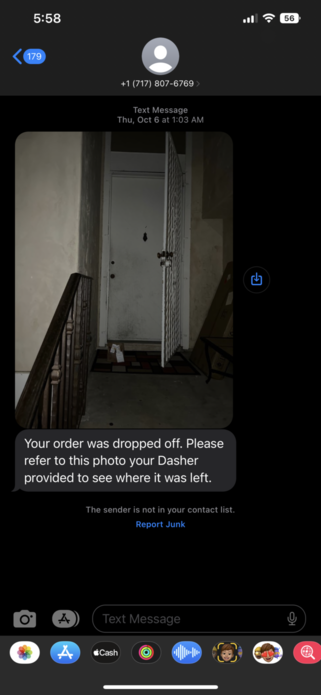 5:58
56
179
+1 (717) 807-6769 >
Text Message
Thu, Oct 6 at 1:03 AM
Your order was dropped off. Please
refer to this photo your Dasher
provided to see where it was left.
The sender is not in your contact list.
Report Junk
Text Message
Cash